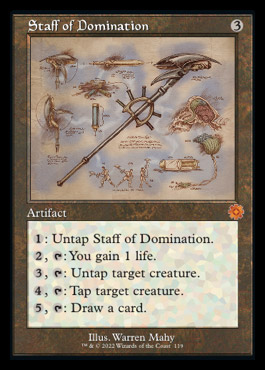 Staff of Domination 3
Artifact
1: Untap Staff of Domination.
2, : You gain 1 life.
3, : Untap target creature.
4, : Tap target creature.
5, : Draw a card.
Illus. Warren Mahy
™ & © 2022 Wizards of the Coast 119